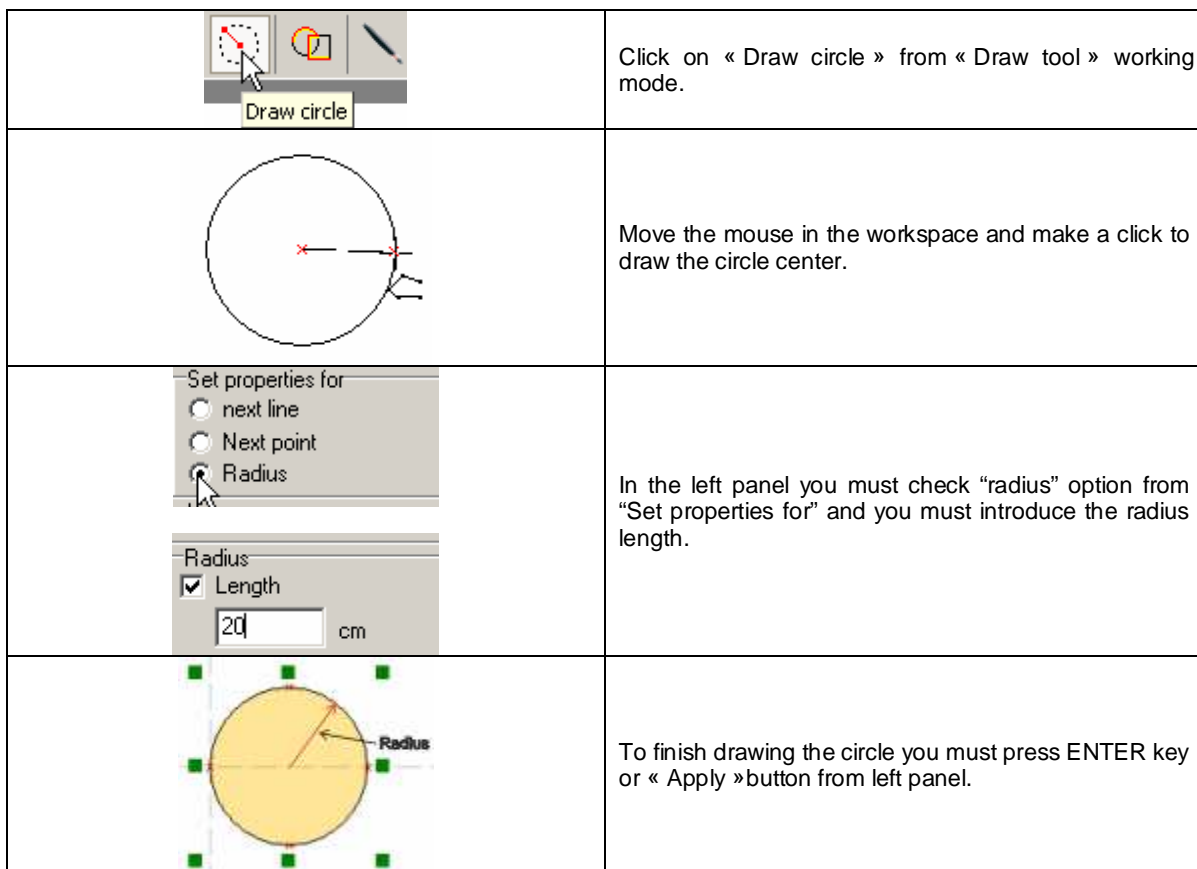 Draw circle
Click on « Draw circle » from « Draw tool » working
mode.
Move the mouse in the workspace and make a click to
draw the circle center.
Set properties for
next line
Next point
Radius
Radius
Length
20
cm
In the left panel you must check “radius” option from
“Set properties for” and you must introduce the radius
length.
Radius
To finish drawing the circle you must press ENTER key
or « Apply »button from left panel.